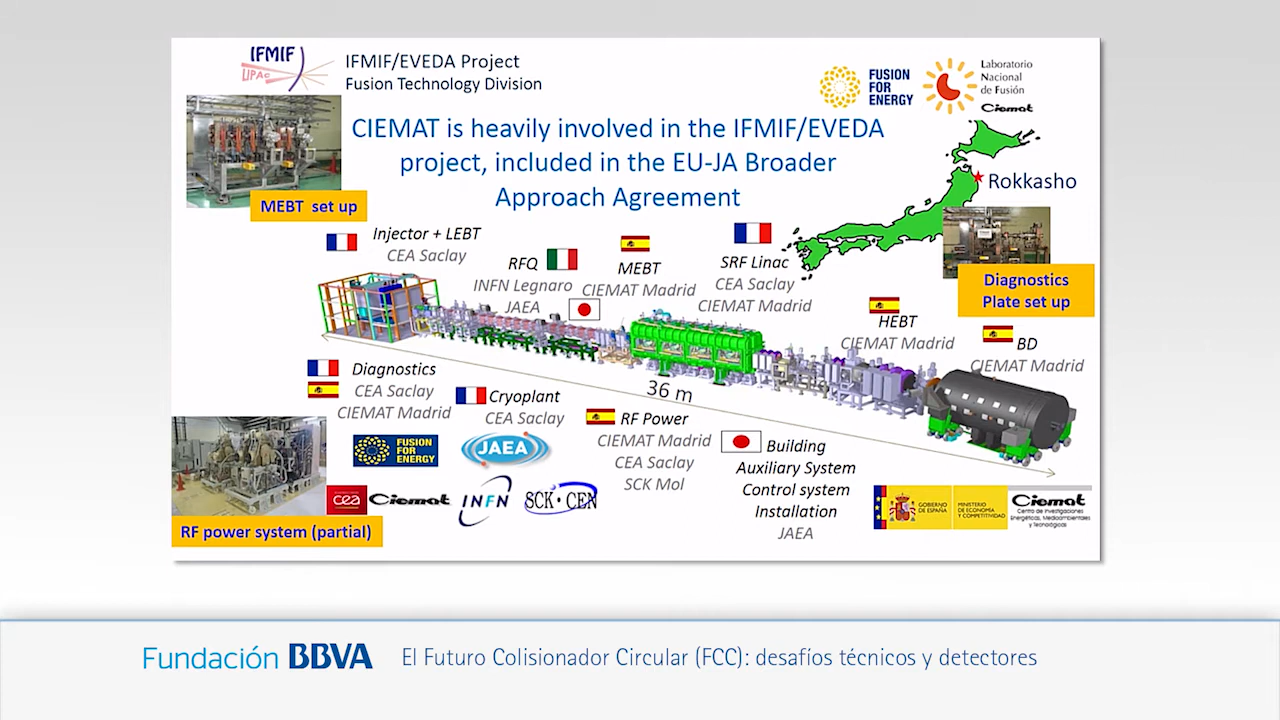 IFMIF
LIPAc
IFMIF/EVEDA Project
Fusion Technology Division
FUSION
FOR
ENERGY
Laboratorio
Nacional
de Fusión
Ciemat
CIEMAT is heavily involved in the IFMIF/EVEDA
project, included in the EU-JA Broader
Approach Agreement
Rokkasho
MEBT set up
Diagnostics
Plate set up
Injector + LEBT
CEA Saclay
RFQ
INFN Legnaro
JAEA
MEBT
CIEMAT Madrid
SRF Linac
CEA Saclay
CIEMAT Madrid
HEBT
CIEMAT Madrid
BD
CIEMAT Madrid
36 m
Diagnostics
CEA Saclay
CIEMAT Madrid
Cryoplant
CEA Saclay
RF Power
CIEMAT Madrid
CEA Saclay
SCK Mol
Building
Auxiliary System
Control system
Installation
JAEA
FUSION
FOR
ENERGY
JAEA
cea
Ciemat
INFN
SCK•CEN
RF power system (partial)
GOBIERNO
DE ESPAÑA
MINISTERIO
DE ECONOMÍA
Y COMPETITIVIDAD
Ciemat
Centro de Investigaciones
Energéticas, Medioambientales
y Tecnológicas
Fundación BBVA
El Futuro Colisionador Circular (FCC): desafíos técnicos y detectores